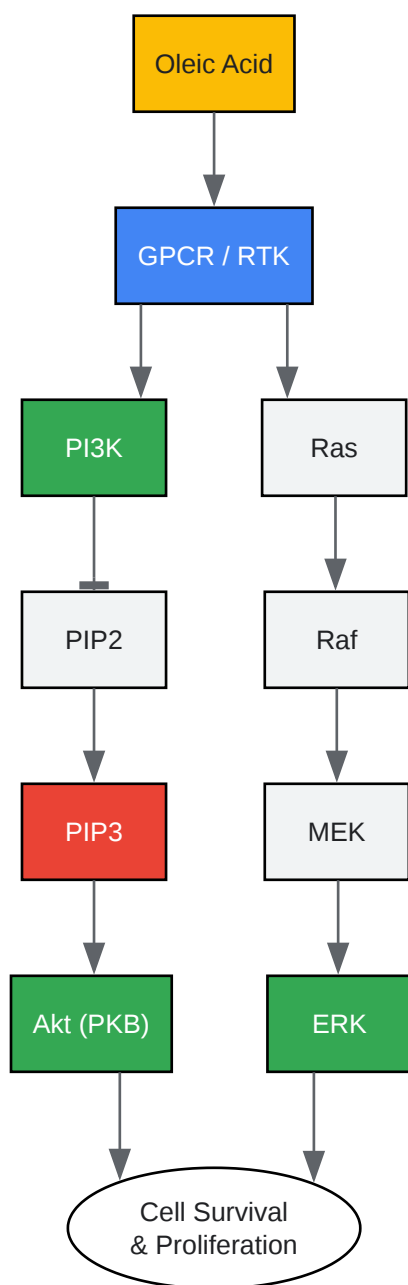 Oleic Acid
GPCR / RTK
PI3K
Ras
PIP2
Raf
PIP3
MEK
Akt (PKB)
ERK
Cell Survival
& Proliferation